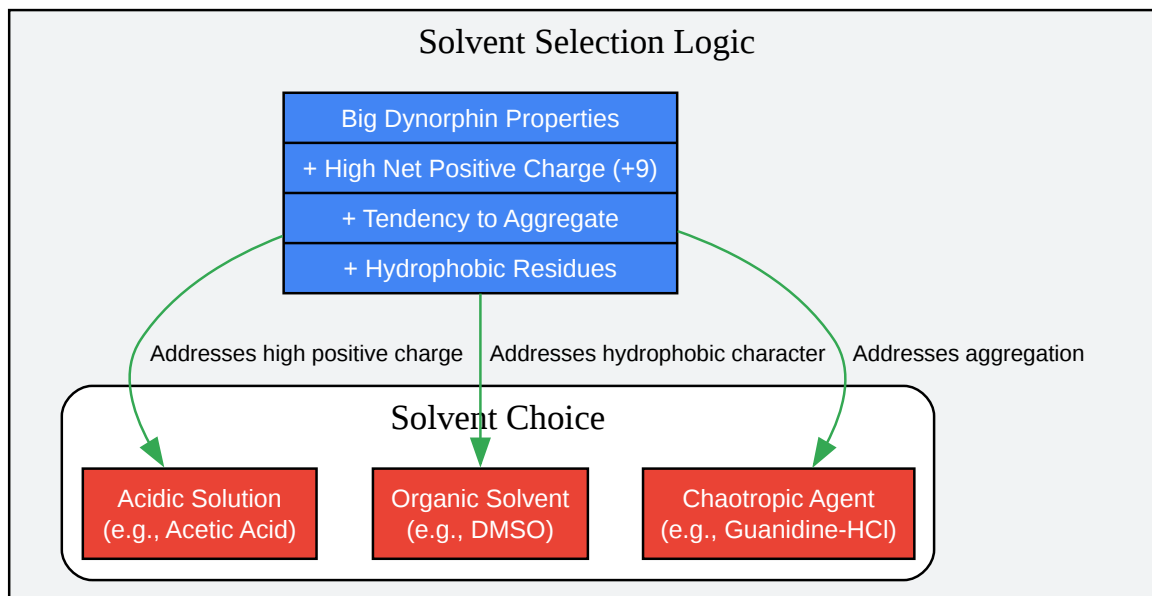 Solvent Selection Logic
Big Dynorphin Properties
+ High Net Positive Charge (+9)
+ Tendency to Aggregate
+ Hydrophobic Residues
Addresses high positive charge
Addresses hydrophobic character
Addresses aggregation
Solvent Choice
Acidic Solution
(e.g., Acetic Acid)
Organic Solvent
(e.g., DMSO)
Chaotropic Agent
(e.g., Guanidine-HCl)